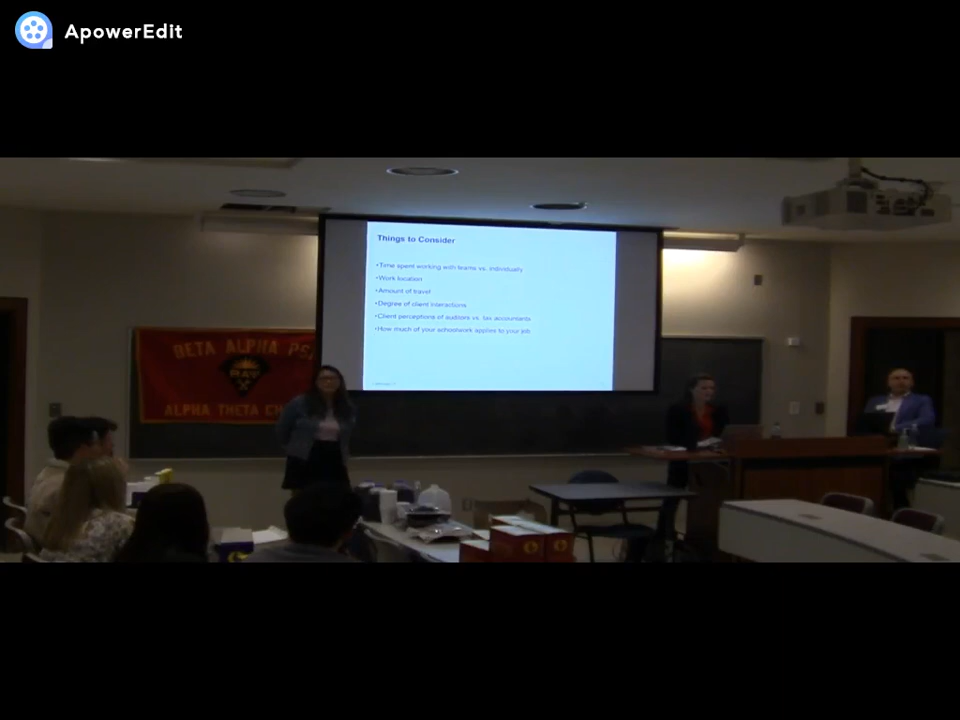 ApowerEdit
Things to Consider
•Time spent working with teams vs. individually
•Work location
•Amount of travel
•Degree of client interactions
•Client perceptions of auditors vs. tax accountants
•How much of your schoolwork applies to your job
BETA ALPHA PSI
BAΨ
ALPHA THETA CH